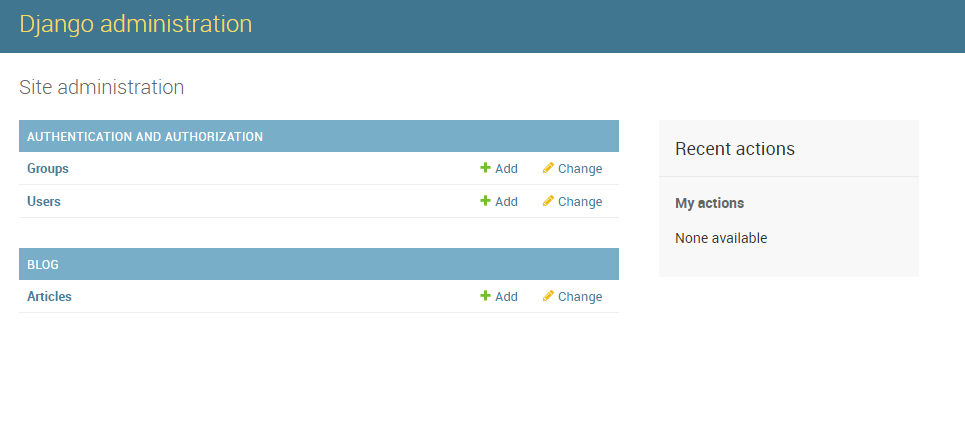 Django administration
Site administration
AUTHENTICATION AND AUTHORIZATION
Groups Add Change
Users Add Change
BLOG
Articles Add Change
Recent actions
My actions
None available